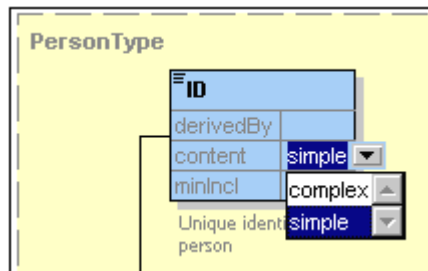 PersonType
ID
derivedBy
content simple
minIncl complex
Unique identi simple
person